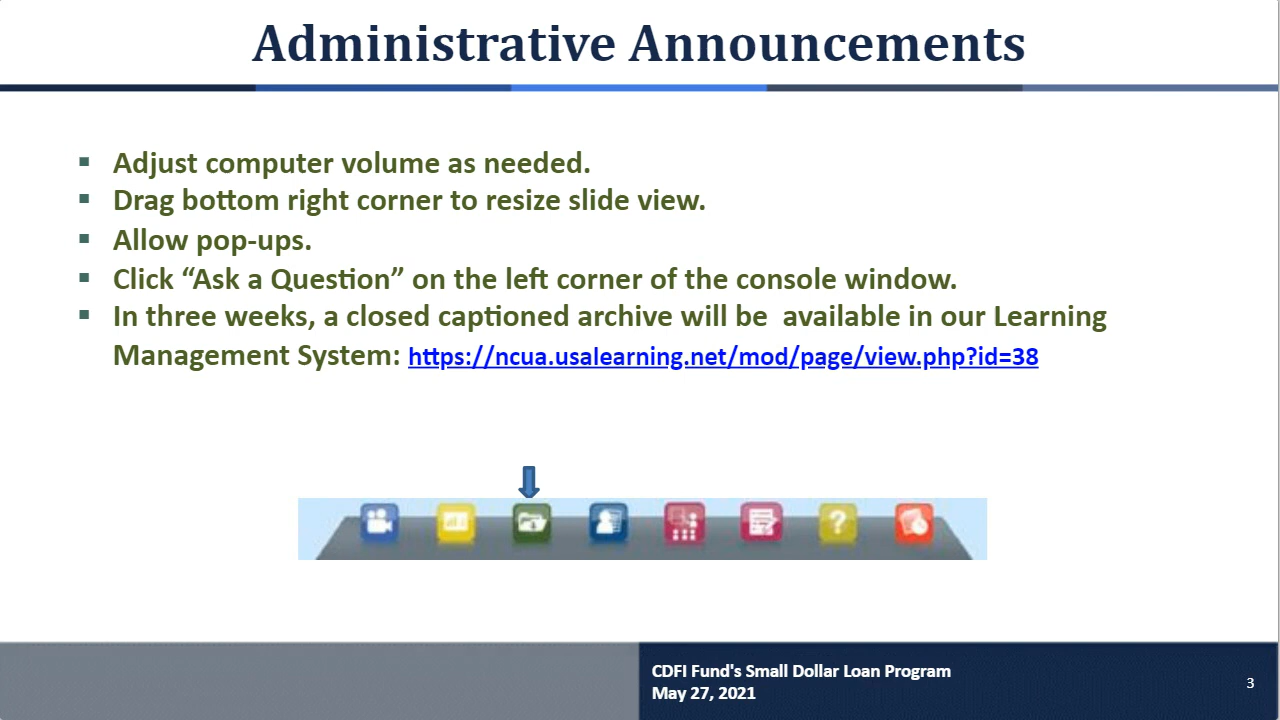 Administrative Announcements
▪ Adjust computer volume as needed.
▪ Drag bottom right corner to resize slide view.
▪ Allow pop-ups.
▪ Click “Ask a Question” on the left corner of the console window.
▪ In three weeks, a closed captioned archive will be  available in our Learning
Management System: https://ncua.usalearning.net/mod/page/view.php?id=38
?
CDFI Fund's Small Dollar Loan Program
May 27, 2021
3